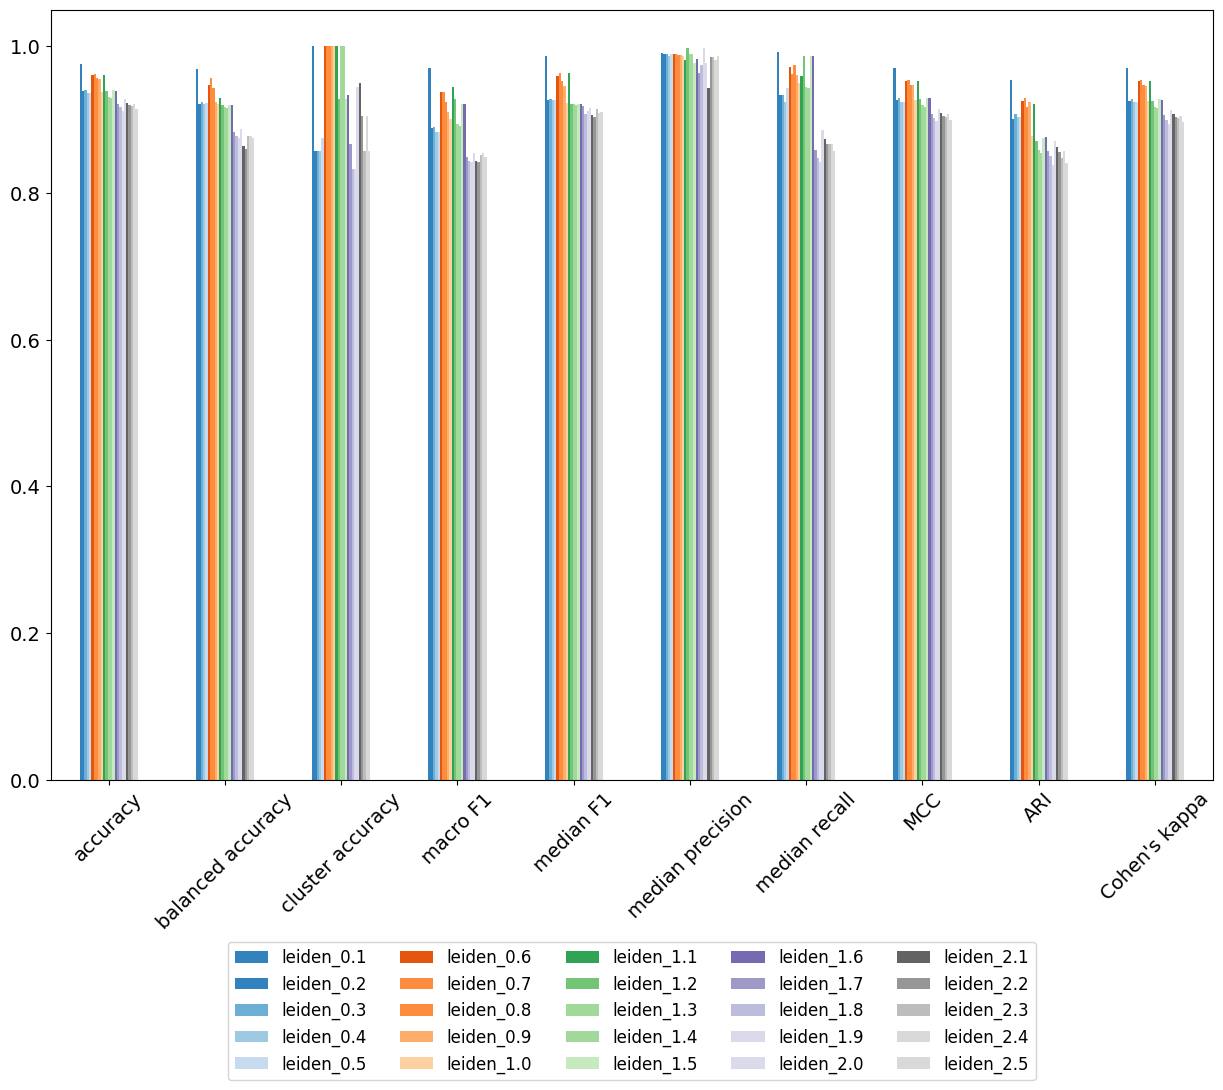 1.0
0.8
0.6
0.4
0.2
0.0
accuracy
balanced accuracy
cluster accuracy
macro F1
median F1
median precision
median recall
MCC
ARI
Cohen's kappa
leiden_0.1
leiden_0.2
leiden_0.3
leiden_0.4
leiden_0.5
leiden_0.6
leiden_0.7
leiden_0.8
leiden_0.9
leiden_1.0
leiden_1.1
leiden_1.2
leiden_1.3
leiden_1.4
leiden_1.5
leiden_1.6
leiden_1.7
leiden_1.8
leiden_1.9
leiden_2.0
leiden_2.1
leiden_2.2
leiden_2.3
leiden_2.4
leiden_2.5